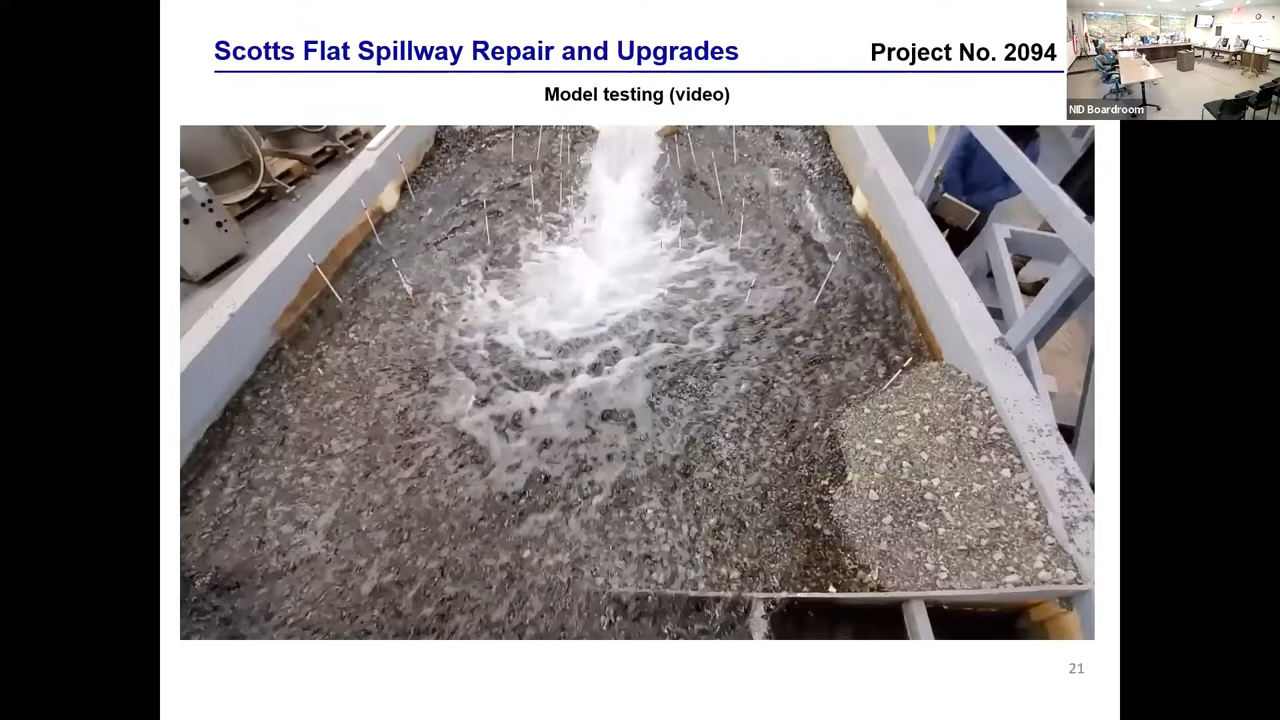 Scotts Flat Spillway Repair and Upgrades
Project No. 2094
Model testing (video)
NID Boardroom
21